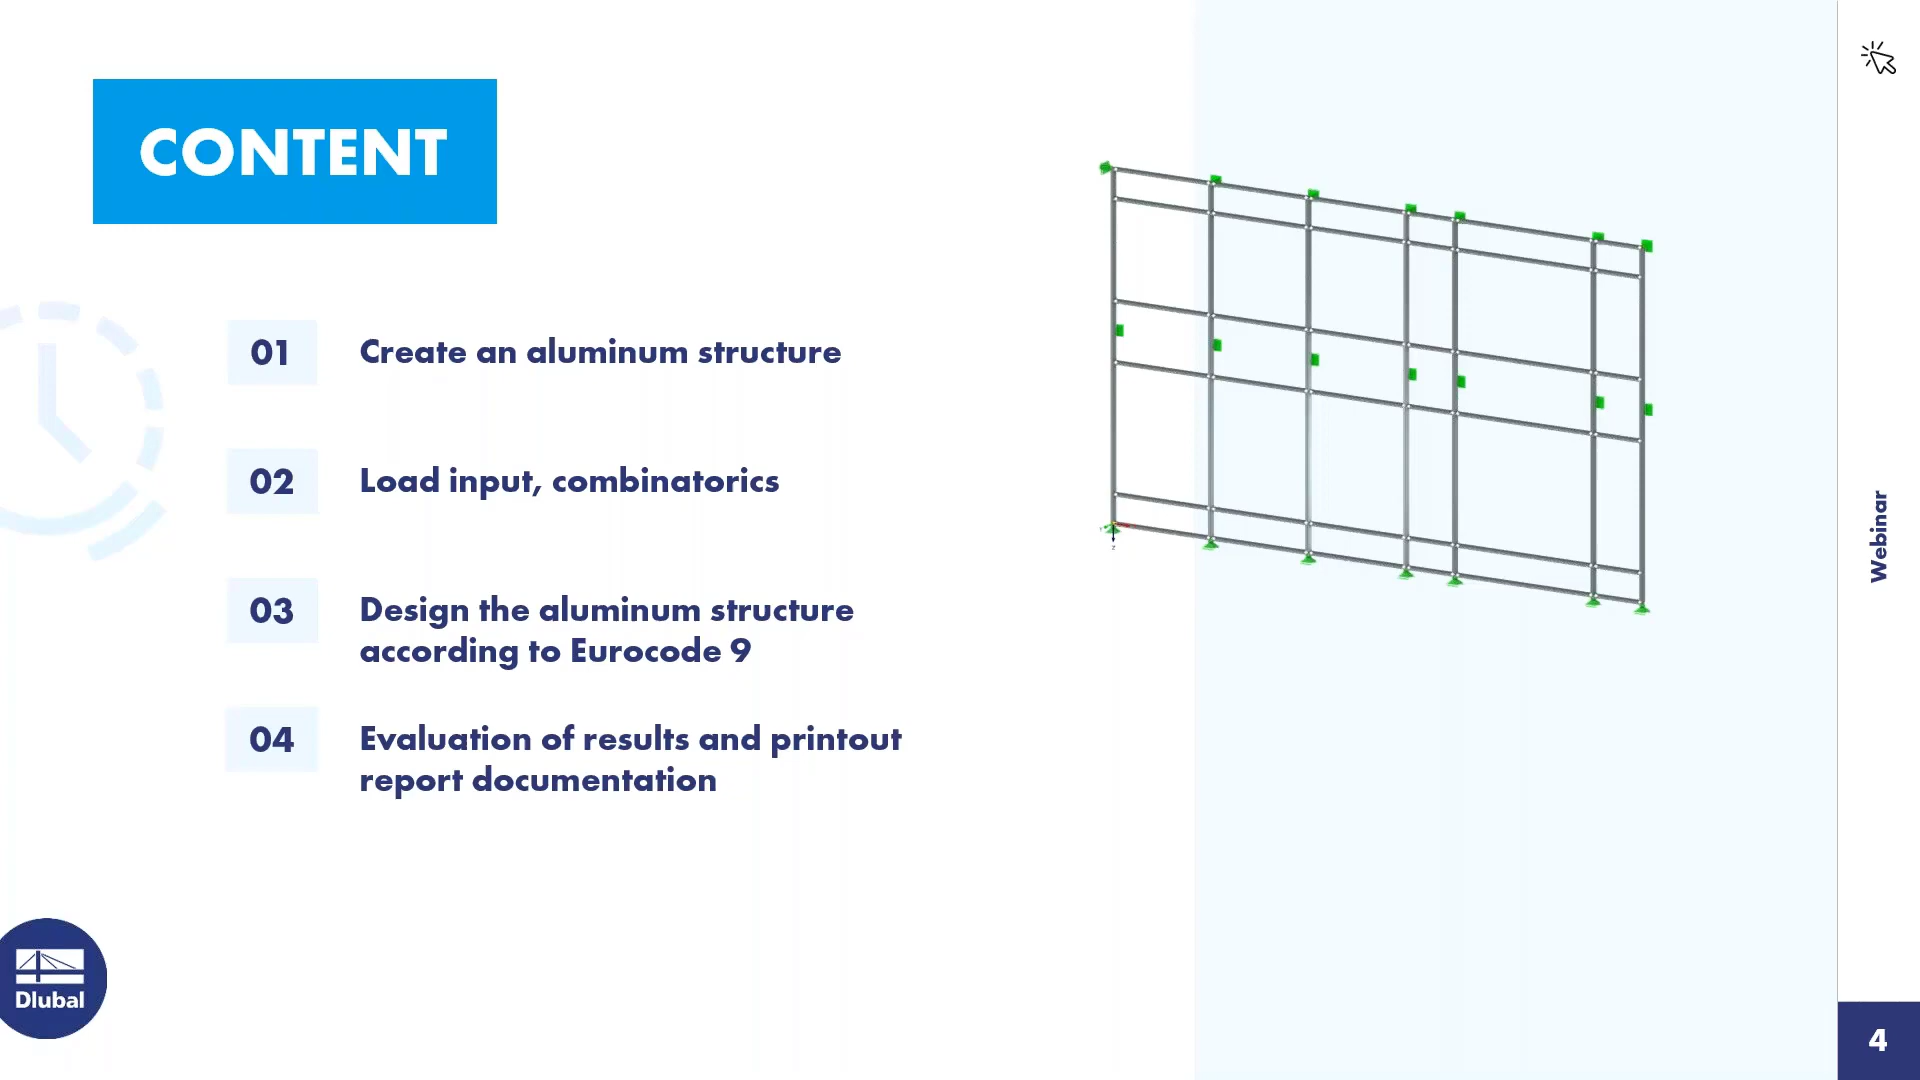 CONTENT
01
Create an aluminum structure
02
Load input, combinatorics
03
Design the aluminum structure
according to Eurocode 9
04
Evaluation of results and printout
report documentation
Webinar
Dlubal
4